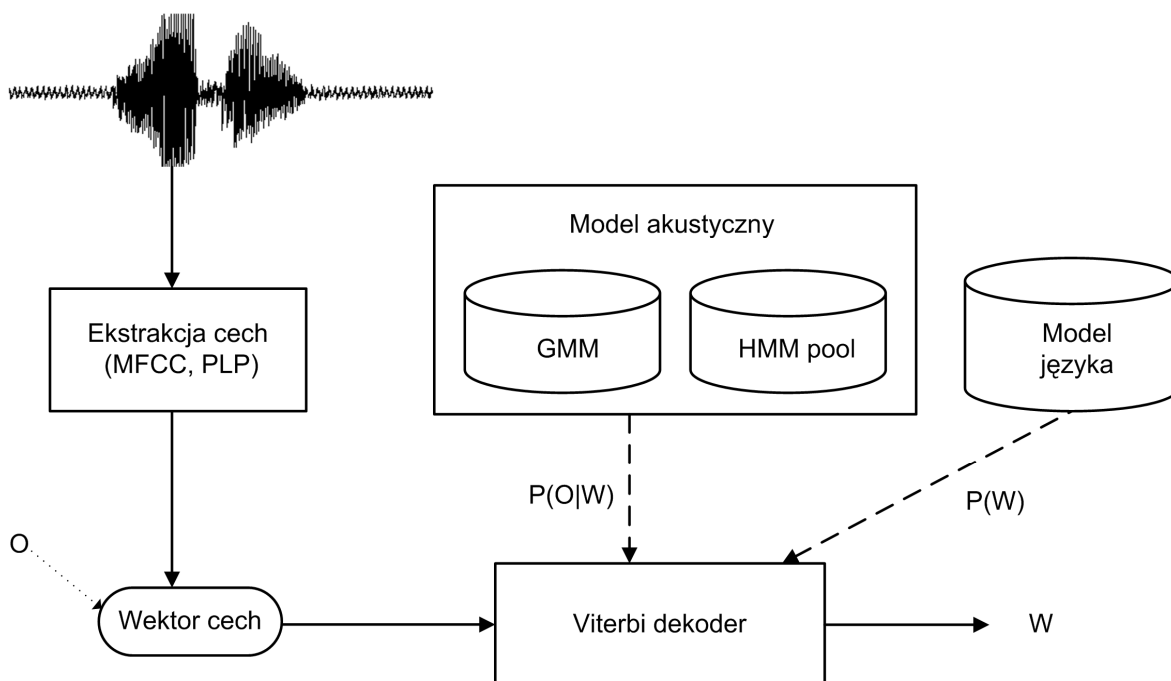 Model akustyczny
GMM
HMM pool
Model
języka
Ekstrakcja cech
(MFCC, PLP)
P(O|W)
P(W)
O
Wektor cech
Viterbi dekoder
W